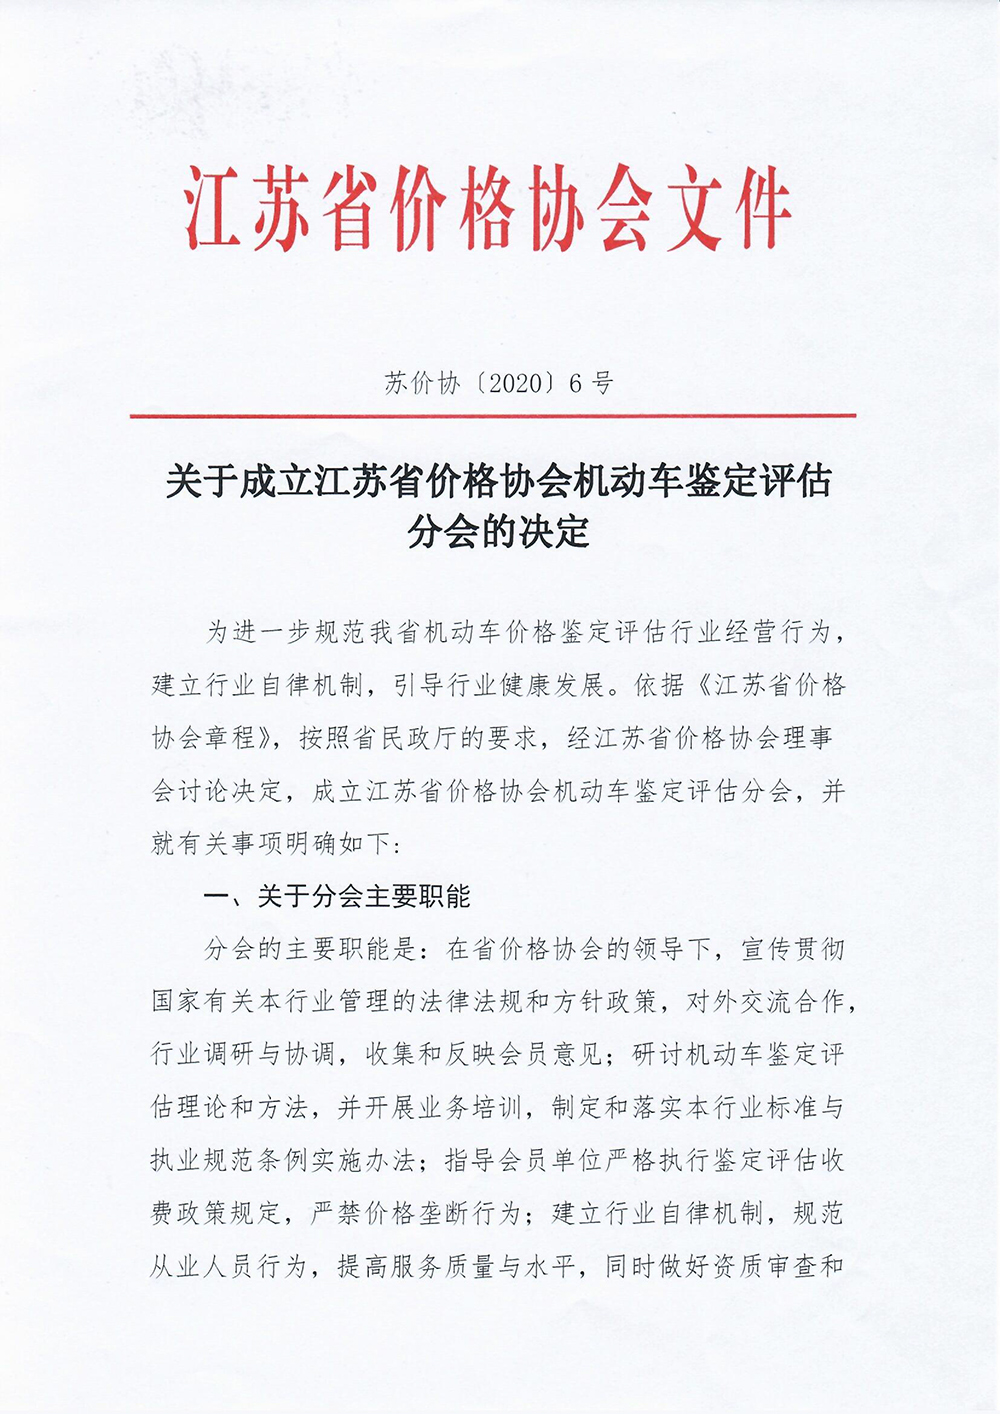 江苏省价格协会文件
苏价协〔2020〕6号
关于成立江苏省价格协会机动车鉴定评估
分会的决定
为进一步规范我省机动车价格鉴定评估行业经营行为，
建立行业自律机制，引导行业健康发展。依据《江苏省价格
协会章程》，按照省民政厅的要求，经江苏省价格协会理事
会讨论决定，成立江苏省价格协会机动车鉴定评估分会，并
就有关事项明确如下：
一、关于分会主要职能
分会的主要职能是：在省价格协会的领导下，宣传贯彻
国家有关本行业管理的法律法规和方针政策，对外交流合作，
行业调研与协调，收集和反映会员意见；研讨机动车鉴定评
估理论和方法，并开展业务培训，制定和落实本行业标准与
执业规范条例实施办法；指导会员单位严格执行鉴定评估收
费政策规定，严禁价格垄断行为；建立行业自律机制，规范
从业人员行为，提高服务质量与水平，同时做好资质审查和